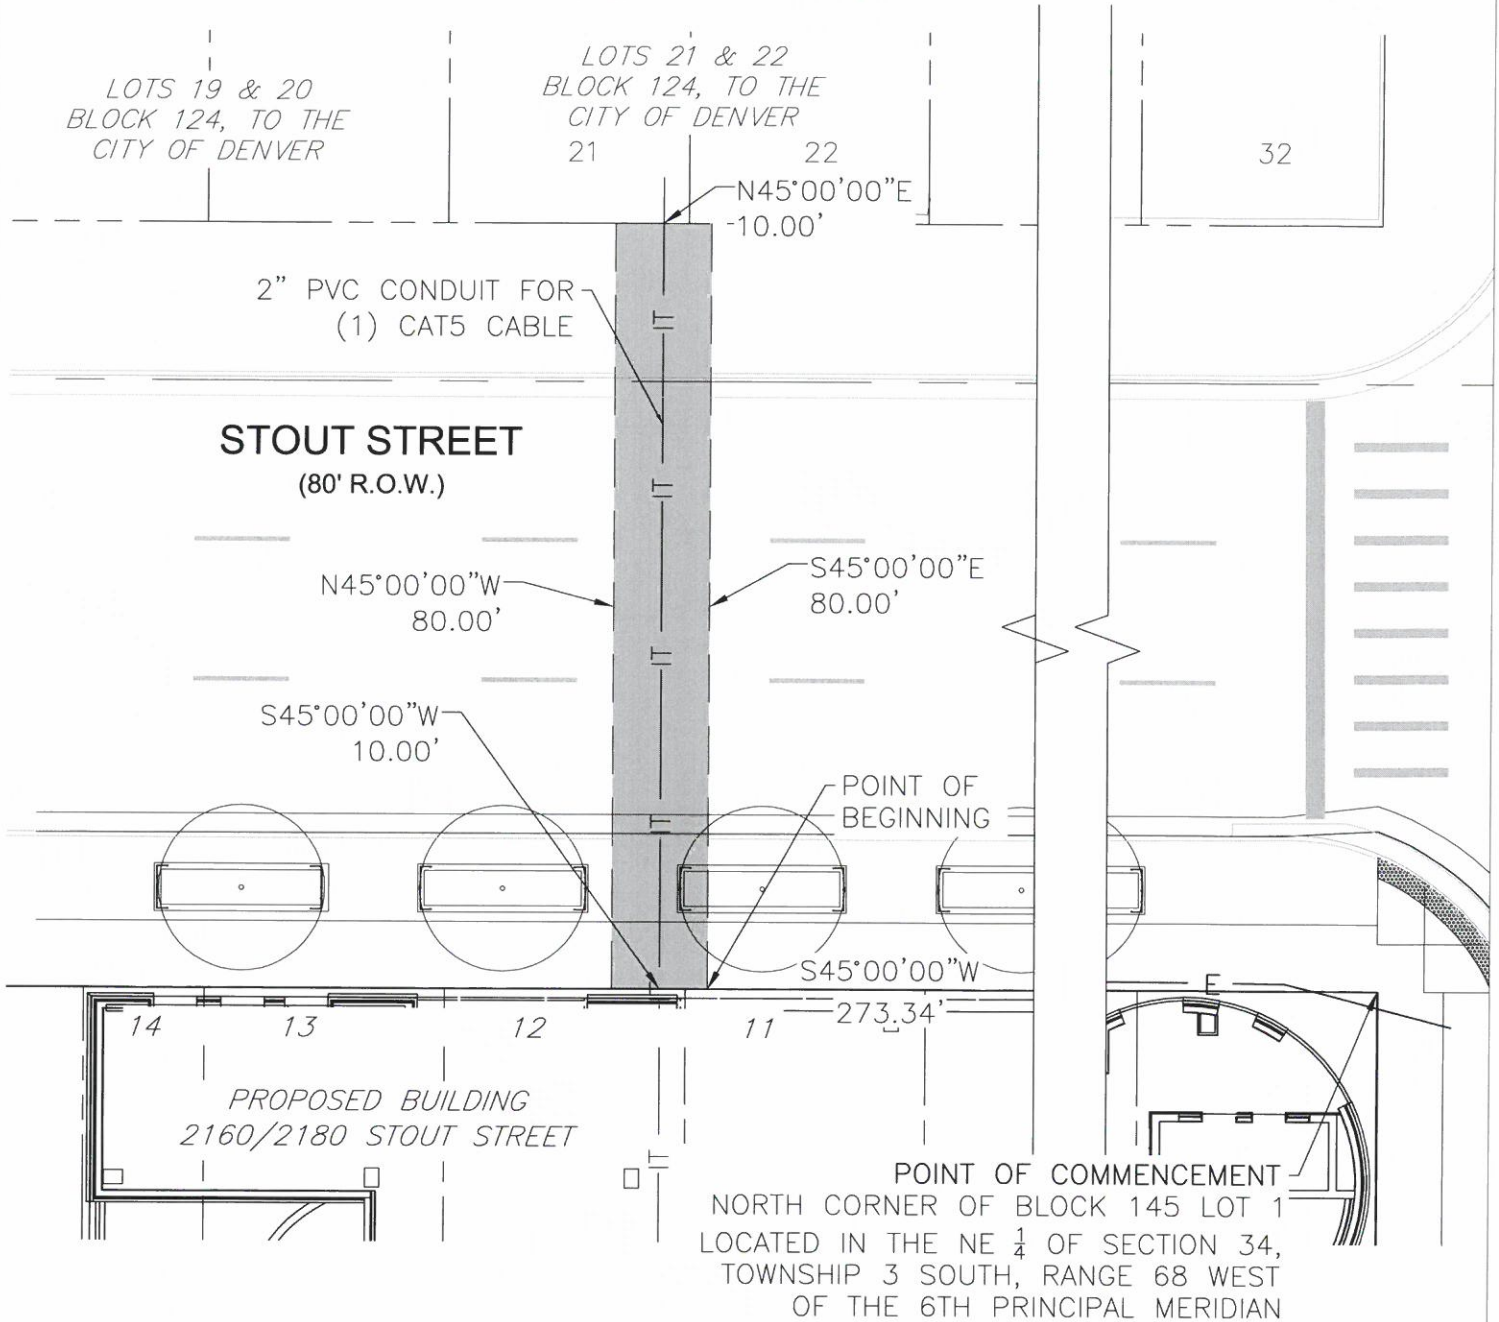 LOTS 19 & 20
BLOCK 124, TO THE
CITY OF DENVER
LOTS 21 & 22
BLOCK 124, TO THE
CITY OF DENVER
21
22
32
N45°00'00"E
10.00'
2" PVC CONDUIT FOR
(1) CAT5 CABLE
IT
STOUT STREET
(80' R.O.W.)
IT
N45°00'00"W
80.00'
S45°00'00"E
80.00'
IT
S45°00'00"W
10.00'
POINT OF
BEGINNING
IT
S45°00'00"W
273.34'
E
14
13
12
11
PROPOSED BUILDING
2160/2180 STOUT STREET
IT
POINT OF COMMENCEMENT
NORTH CORNER OF BLOCK 145 LOT 1
LOCATED IN THE NE 1/4 OF SECTION 34,
TOWNSHIP 3 SOUTH, RANGE 68 WEST
OF THE 6TH PRINCIPAL MERIDIAN